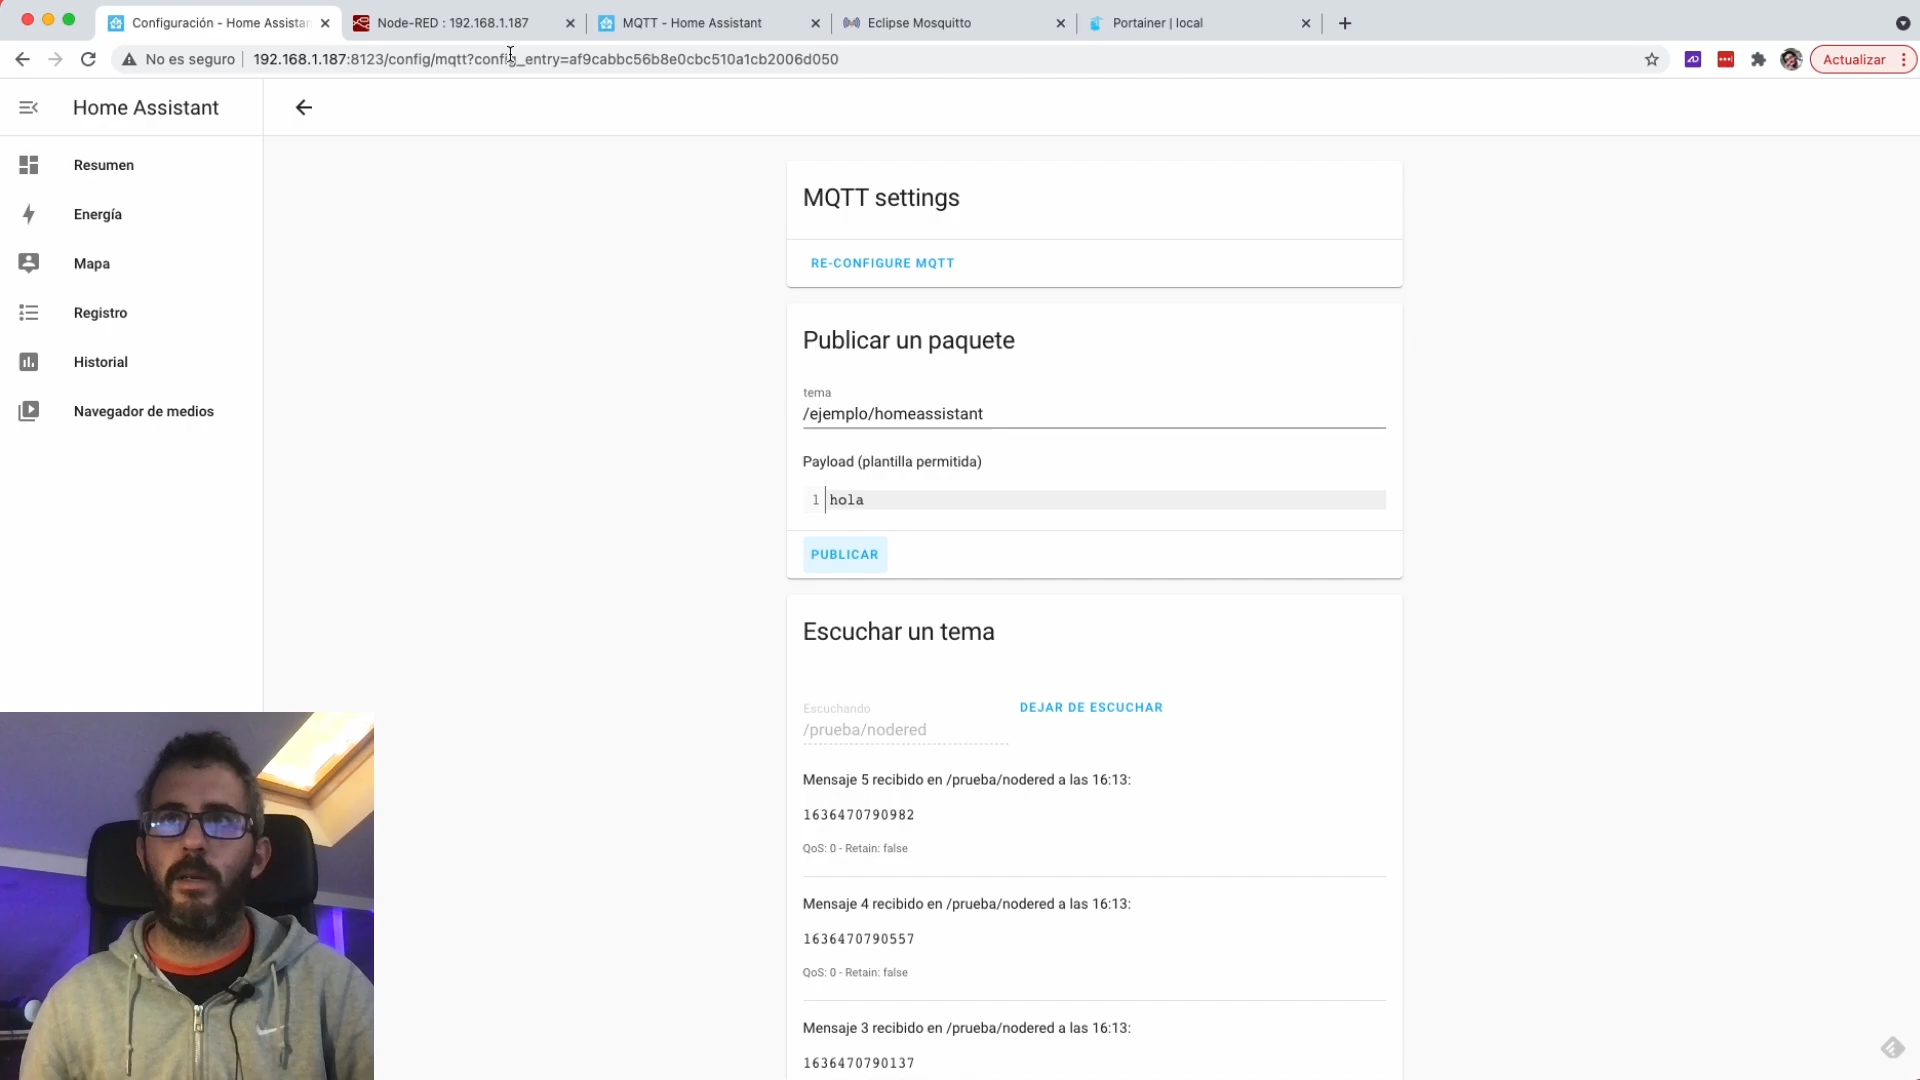 Configuración - Home Assistan
Node-RED : 192.168.1.187
MQTT - Home Assistant
Eclipse Mosquitto
Portainer | local
No es seguro
192.168.1.187:8123/config/mqtt?config_entry=af9cabbc56b8e0cbc510a1cb2006d050
Actualizar
Home Assistant
Resumen
Energía
Mapa
Registro
Historial
Navegador de medios
MQTT settings
RE-CONFIGURE MQTT
Publicar un paquete
tema
/ejemplo/homeassistant
Payload (plantilla permitida)
1 hola
PUBLICAR
Escuchar un tema
Escuchando
/prueba/nodered
DEJAR DE ESCUCHAR
Mensaje 5 recibido en /prueba/nodered a las 16:13:
1636470790982
QoS: 0 - Retain: false
Mensaje 4 recibido en /prueba/nodered a las 16:13:
1636470790557
QoS: 0 - Retain: false
Mensaje 3 recibido en /prueba/nodered a las 16:13:
1636470790137